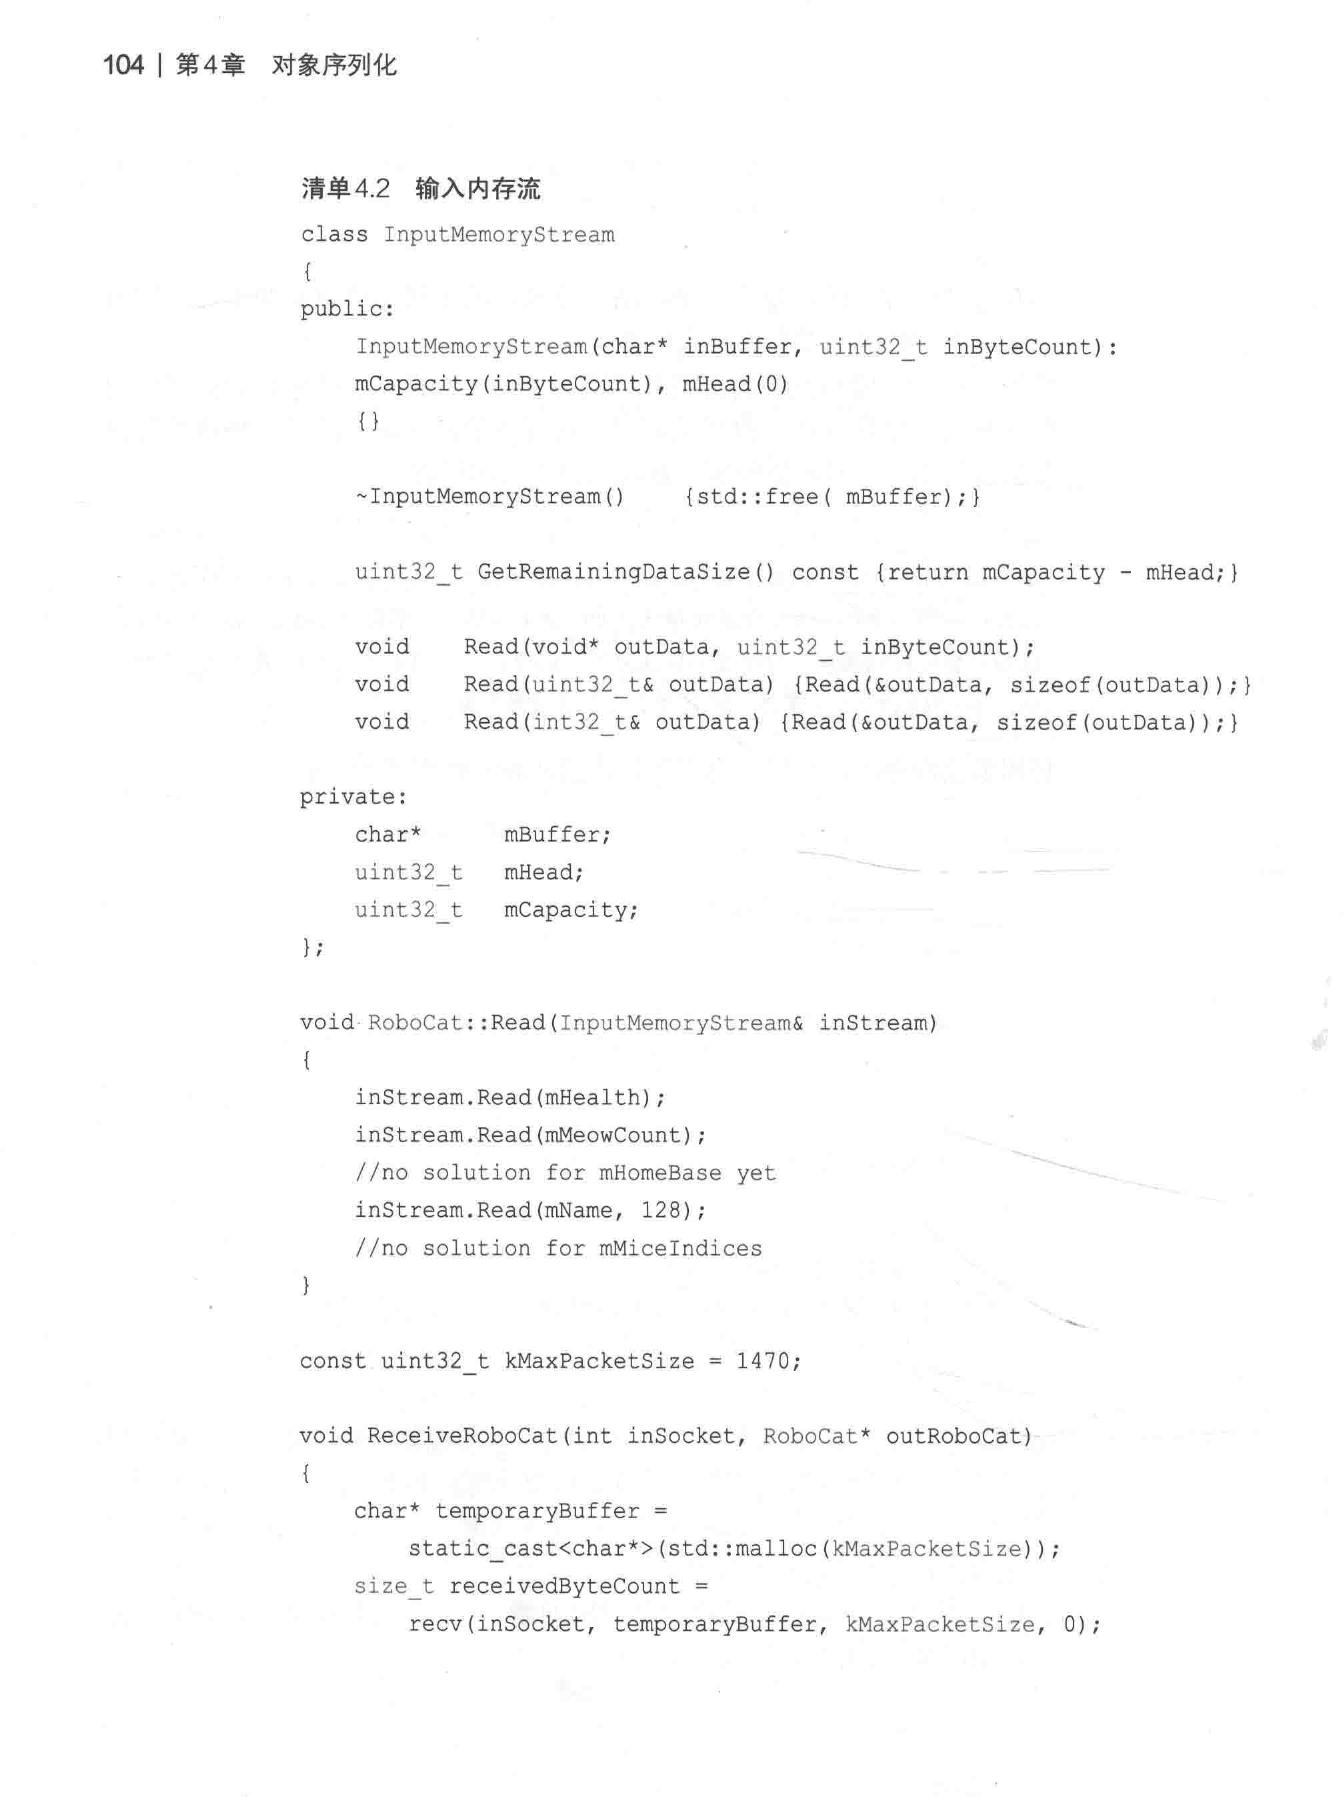 104 | 第4章 对象序列化
清单4.2 输入内存流
class InputMemoryStream
{
public:
InputMemoryStream(char* inBuffer, uint32_t inByteCount):
mCapacity(inByteCount), mHead(0)
{}
~InputMemoryStream() {std::free( mBuffer);}
uint32_t GetRemainingDataSize() const {return mCapacity - mHead;}
void Read(void* outData, uint32_t inByteCount);
void Read(uint32_t& outData) {Read(&outData, sizeof(outData));}
void Read(int32_t& outData) {Read(&outData, sizeof(outData));}
private:
char* mBuffer;
uint32_t mHead;
uint32_t mCapacity;
};
void RoboCat::Read(InputMemoryStream& inStream)
{
inStream.Read(mHealth);
inStream.Read(mMeowCount);
//no solution for mHomeBase yet
inStream.Read(mName, 128);
//no solution for mMiceIndices
}
const uint32_t kMaxPacketSize = 1470;
void ReceiveRoboCat(int inSocket, RoboCat* outRoboCat)
{
char* temporaryBuffer =
static_cast<char*>(std::malloc(kMaxPacketSize));
size_t receivedByteCount =
recv(inSocket, temporaryBuffer, kMaxPacketSize, 0);